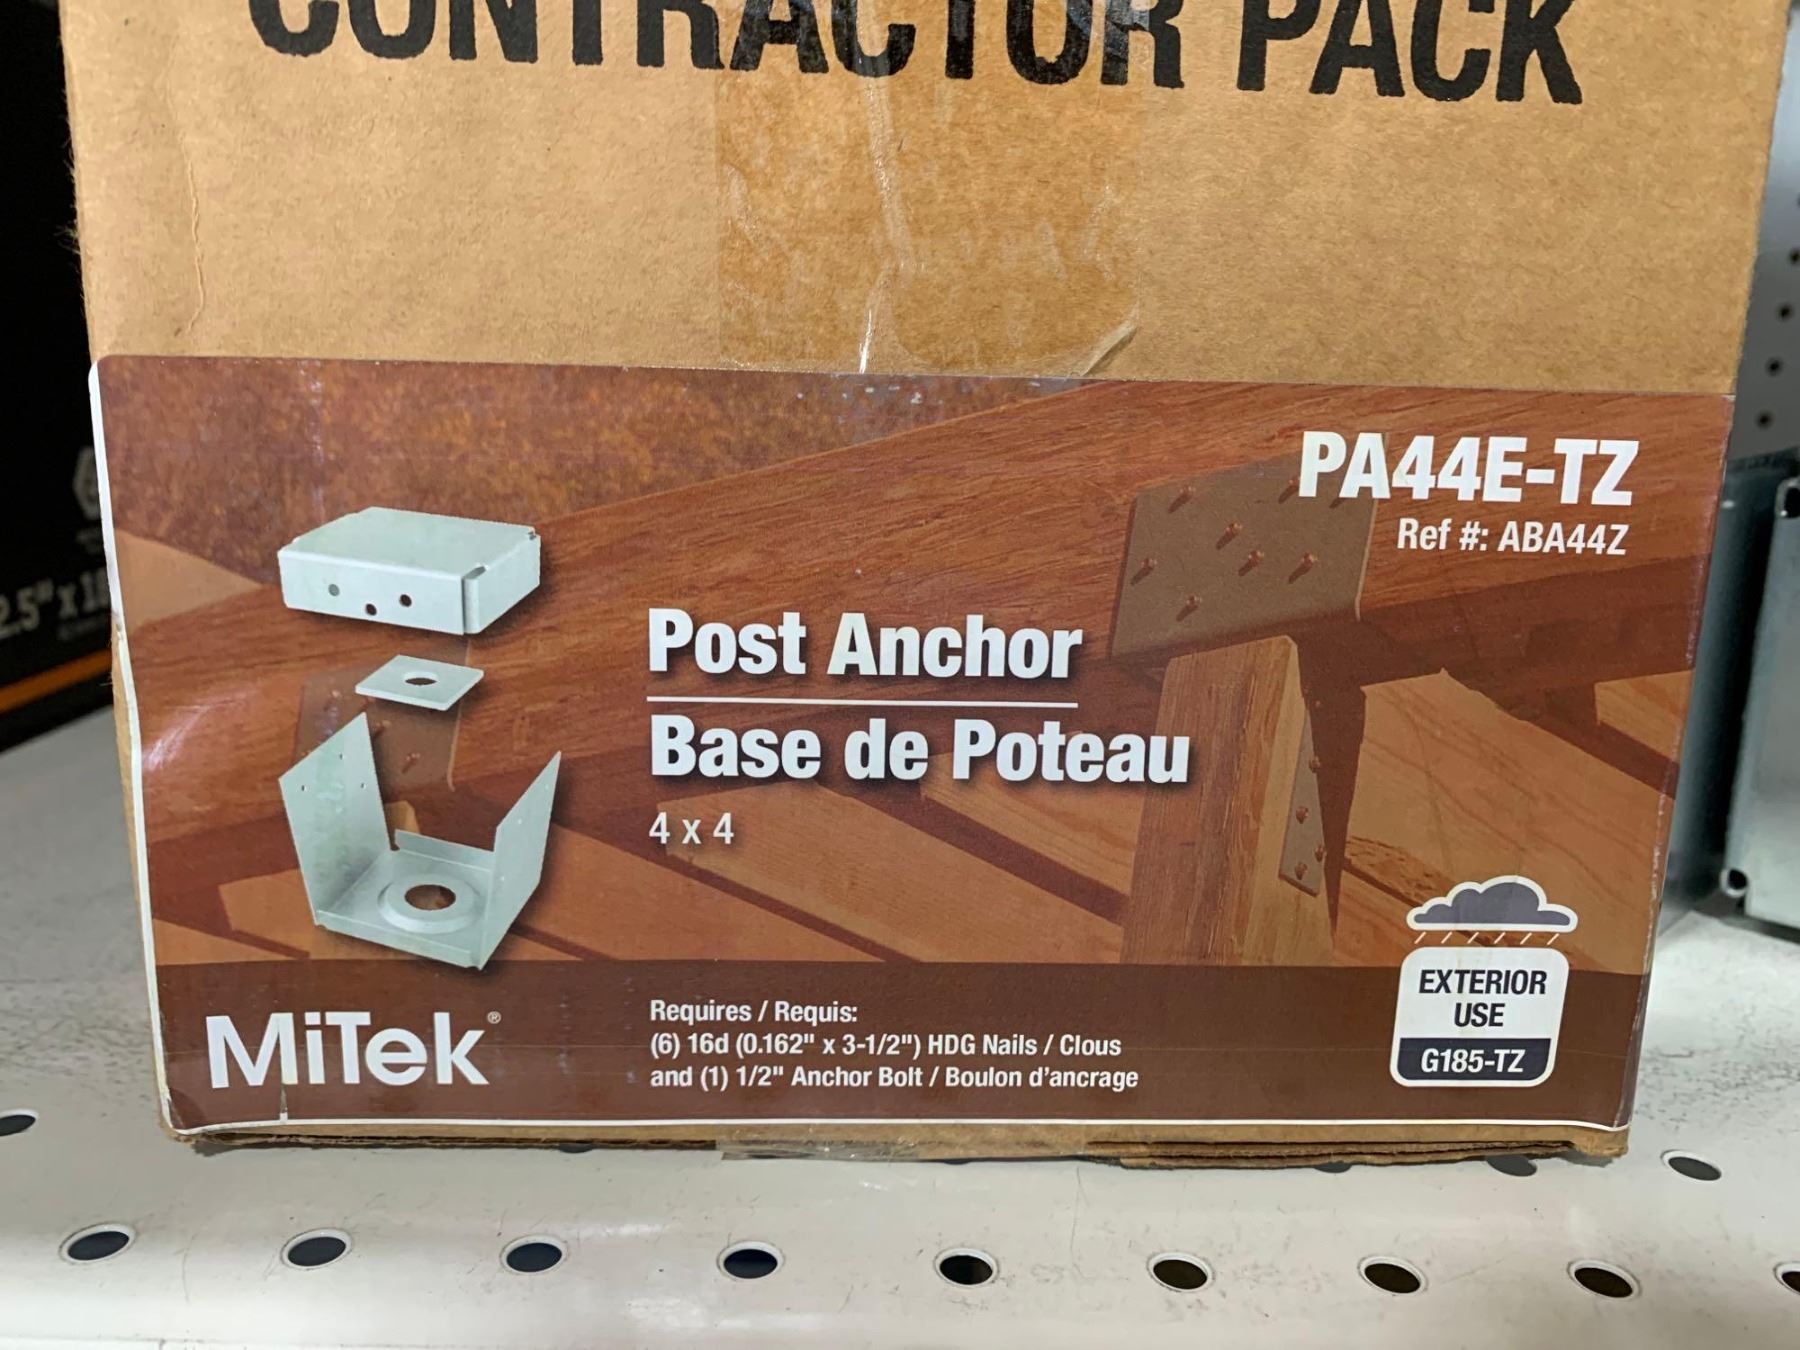 CONTRACTOR PACK
PA44E-TZ
Ref #: ABA44Z
Post Anchor
Base de Poteau
4 x 4
EXTERIOR
USE
G185-TZ
MiTek®
Requires / Requis:
(6) 16d (0.162" x 3-1/2") HDG Nails / Clous
and (1) 1/2" Anchor Bolt / Boulon d'ancrage